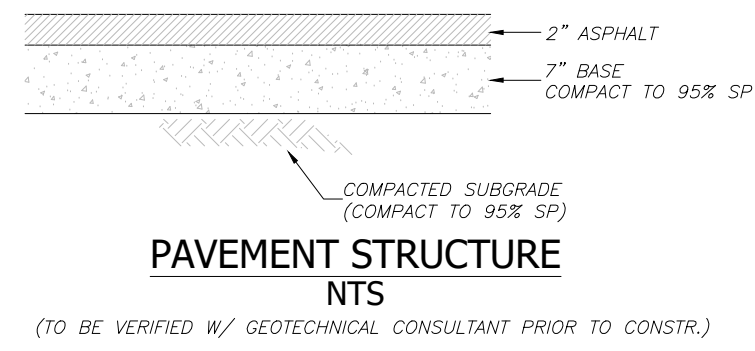 2” ASPHALT
7” BASE
COMPACT TO 95% SP
COMPACTED SUBGRADE
(COMPACT TO 95% SP)
PAVEMENT STRUCTURE
NTS
(TO BE VERIFIED W/ GEOTECHNICAL CONSULTANT PRIOR TO CONSTR.)